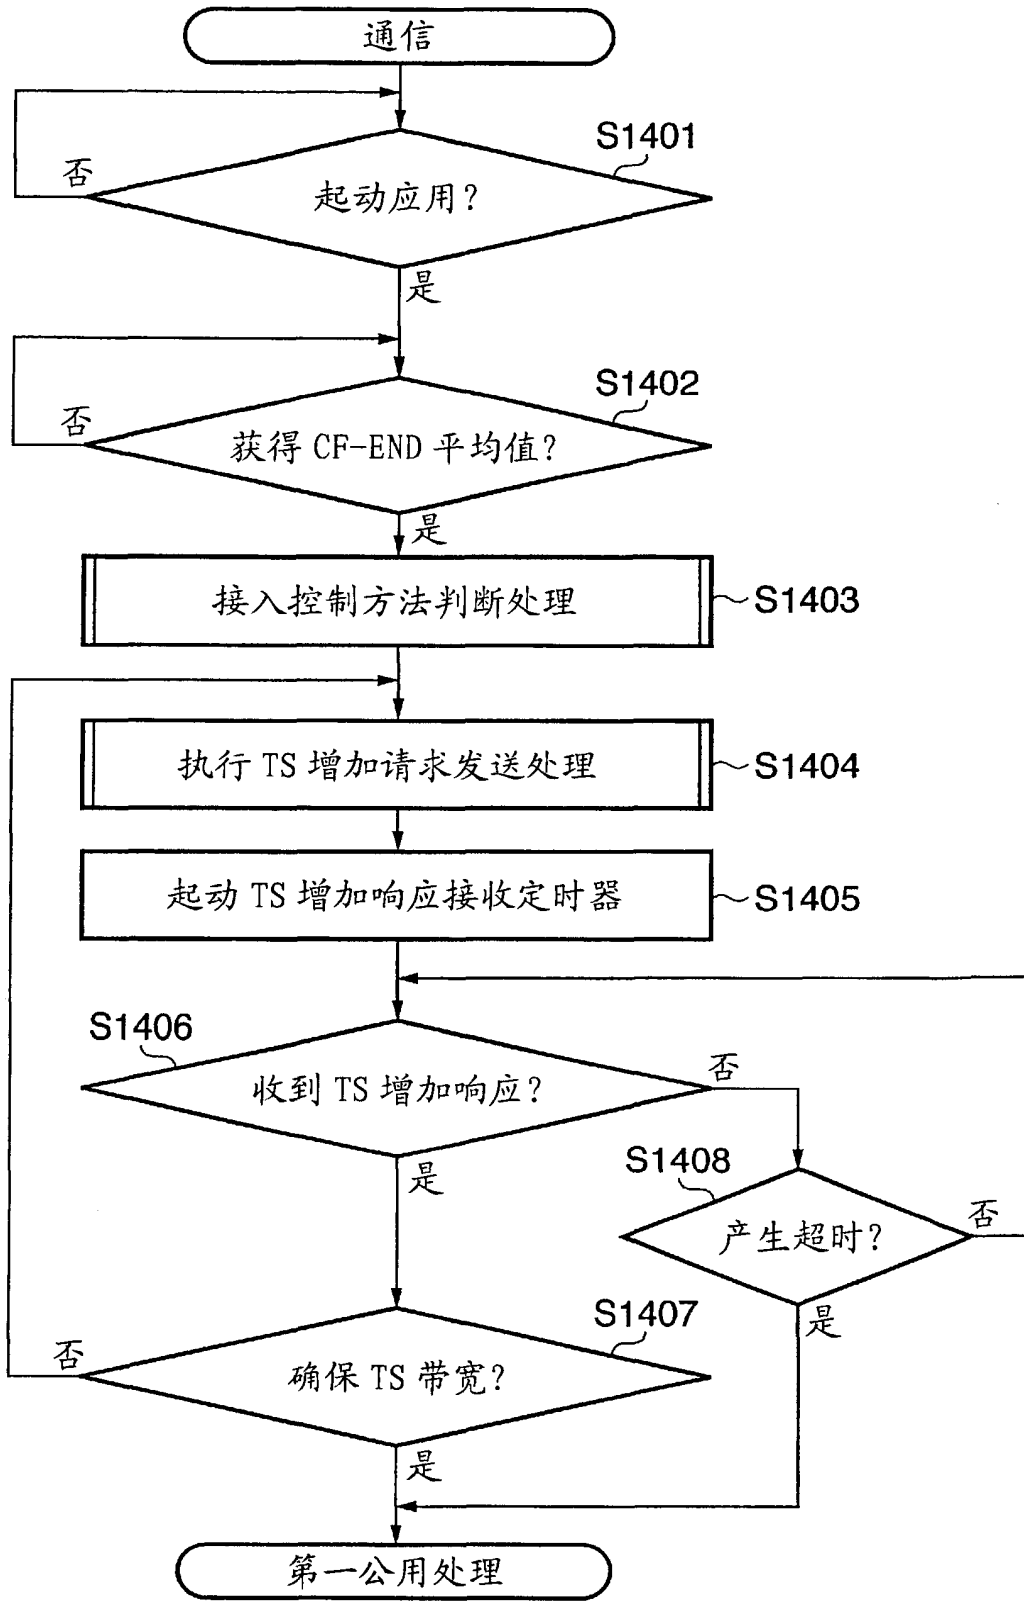 通信
S1401
否
起动应用?
是
S1402
否
获得 CF-END 平均值?
是
接入控制方法判断处理
S1403
执行 TS 增加请求发送处理
S1404
起动 TS 增加响应接收定时器
S1405
S1406
收到 TS 增加响应?
否
是
S1408
产生超时?
否
是
S1407
否
确保 TS 带宽?
是
第一公用处理